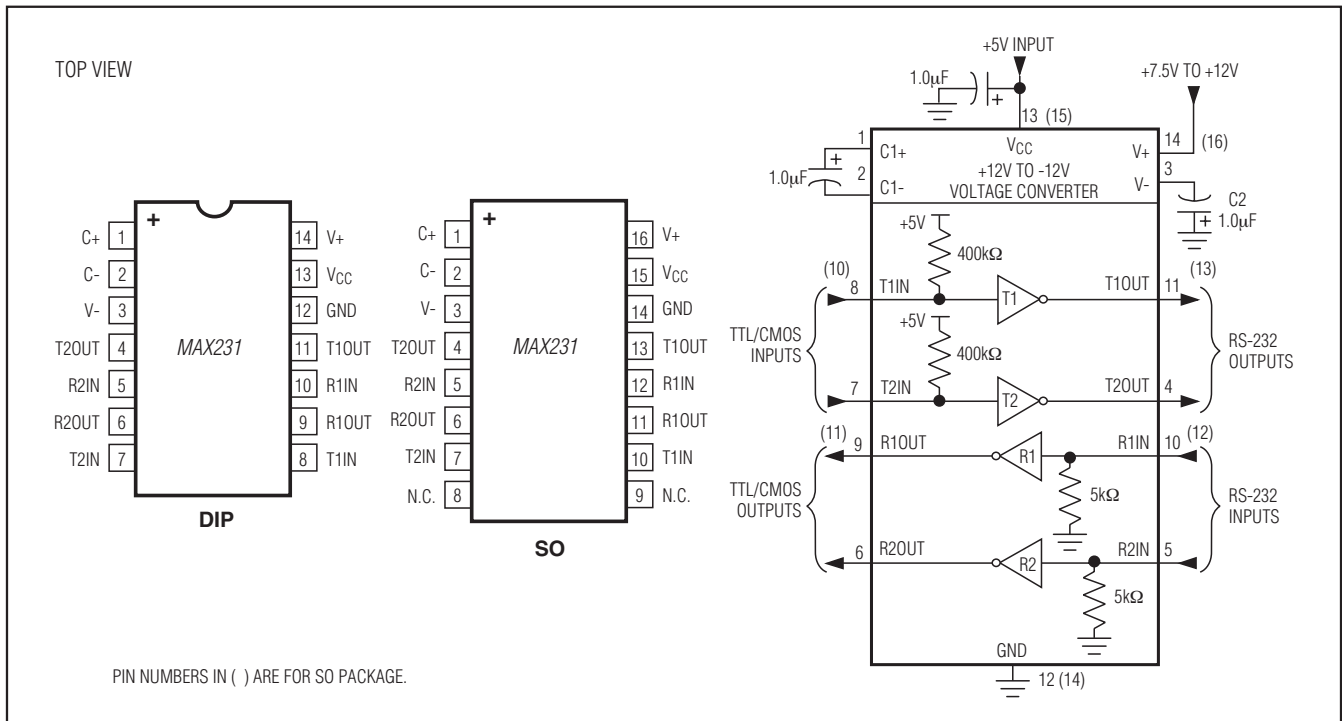 TOP VIEW
+
C+ 1
C- 2
V- 3
T2OUT 4
R2IN 5
R2OUT 6
T2IN 7
14 V+
13 VCC
12 GND
11 T1OUT
10 R1IN
9 R1OUT
8 T1IN
MAX231
DIP
+
C+ 1
C- 2
V- 3
T2OUT 4
R2IN 5
R2OUT 6
T2IN 7
N.C. 8
16 V+
15 VCC
14 GND
13 T1OUT
12 R1IN
11 R1OUT
10 T1IN
9 N.C.
MAX231
SO
+5V INPUT
1.0µF
+
+7.5V TO +12V
13 (15)
VCC
1
C1+
+
1.0µF
2
C1-
+12V TO -12V
VOLTAGE CONVERTER
V+
14
(16)
V-
3
C2
+ 1.0µF
+5V
400kΩ
(10)
8
T1IN
T1
T1OUT
11
(13)
+5V
400kΩ
TTL/CMOS
INPUTS
RS-232
OUTPUTS
7
T2IN
T2
T2OUT
4
(11)
9
R1OUT
R1
R1IN
10
(12)
5kΩ
TTL/CMOS
OUTPUTS
RS-232
INPUTS
6
R2OUT
R2
R2IN
5
5kΩ
GND
12 (14)
PIN NUMBERS IN ( ) ARE FOR SO PACKAGE.